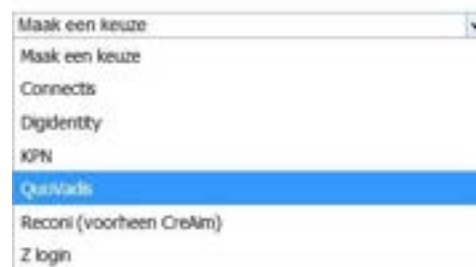 Maak een keuze
Maak een keuze
Connectis
Digidentity
KPN
QuoVadis
Reconi (voorheen CreAim)
Z login